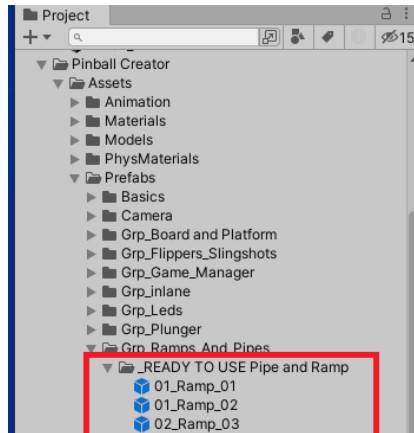 Project
15
Pinball Creator
Assets
Animation
Materials
Models
PhysMaterials
Prefabs
Basics
Camera
Grp_Board and Platform
Grp_Flippers_Slingshots
Grp_Game_Manager
Grp_inlane
Grp_Leds
Grp_Plunger
Grp_Ramps_And_Pipes
_READY TO USE Pipe and Ramp
01_Ramp_01
01_Ramp_02
02_Ramp_03